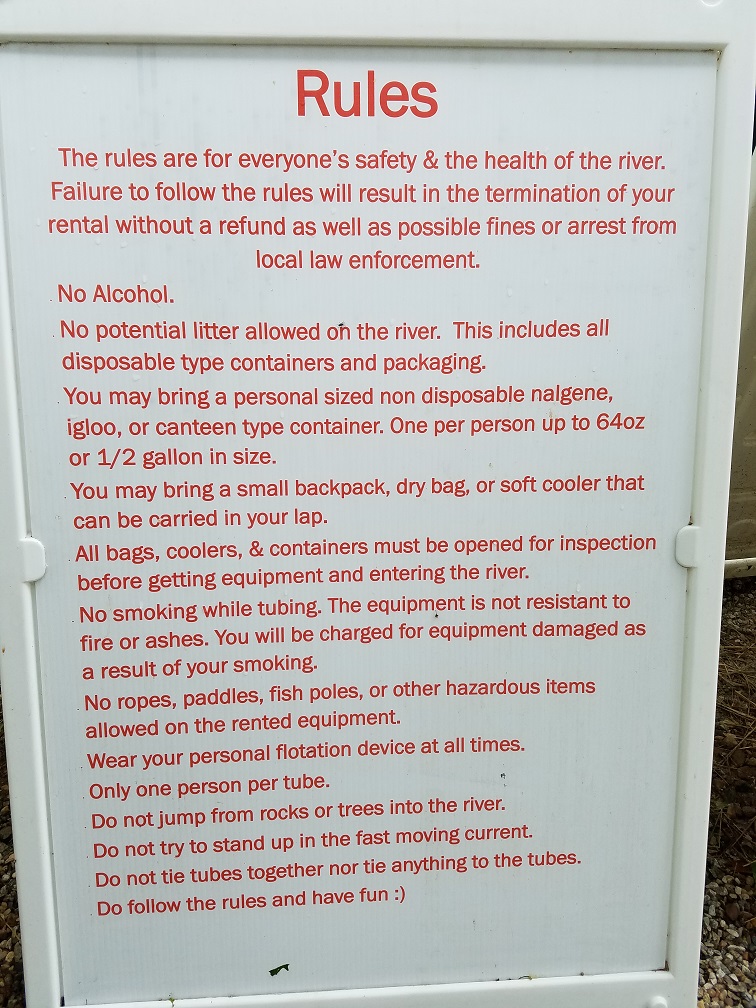 Rules
The rules are for everyone's safety & the health of the river.
Failure to follow the rules will result in the termination of your
rental without a refund as well as possible fines or arrest from
local law enforcement.
No Alcohol.
No potential litter allowed on the river. This includes all
disposable type containers and packaging.
You may bring a personal sized non disposable nalgene,
igloo, or canteen type container. One per person up to 64oz
or 1/2 gallon in size.
You may bring a small backpack, dry bag, or soft cooler that
can be carried in your lap.
All bags, coolers, & containers must be opened for inspection
before getting equipment and entering the river.
No smoking while tubing. The equipment is not resistant to
fire or ashes. You will be charged for equipment damaged as
a result of your smoking.
No ropes, paddles, fish poles, or other hazardous items
allowed on the rented equipment.
Wear your personal flotation device at all times.
Only one person per tube.
Do not jump from rocks or trees into the river.
Do not try to stand up in the fast moving current.
Do not tie tubes together nor tie anything to the tubes.
Do follow the rules and have fun :)